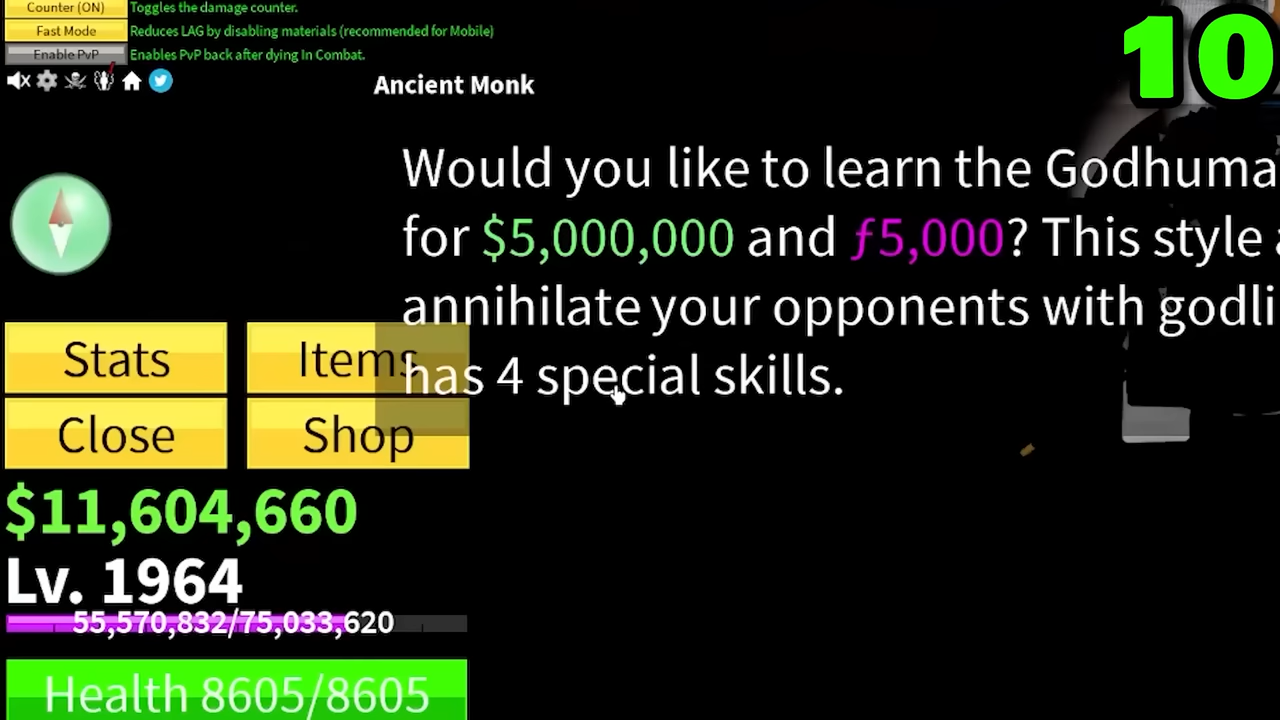 Counter (ON) Toggles the damage counter.
10
Fast Mode Reduces LAG by disabling materials (recommended for Mobile)
Enable PvP Enables PvP back after dying In Combat.
Ancient Monk
Would you like to learn the Godhuma
for $5,000,000 and ƒ5,000? This style
annihilate your opponents with godli
has 4 special skills.
Stats Items
Close Shop
$11,604,660
Lv. 1964
55,570,832/75,033,620
Health 8605/8605